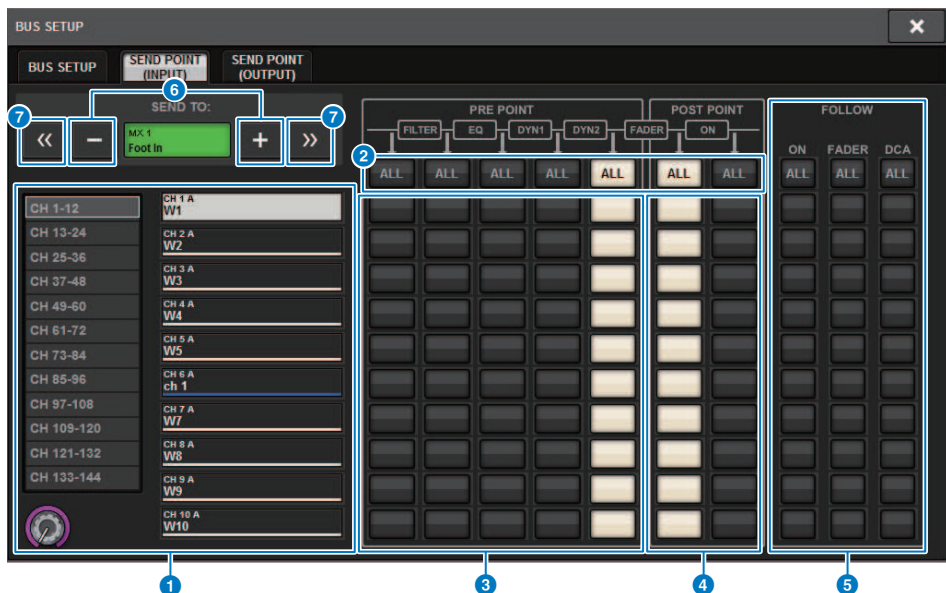 BUS SETUP
×
BUS SETUP
SEND POINT
(INPUT)
SEND POINT
(OUTPUT)
6
SEND TO:
7
7
«
−
MX 1
Foot In
+
»
PRE POINT
POST POINT
FOLLOW
FILTER
EQ
DYN1
DYN2
FADER
ON
ON
FADER
DCA
2
ALL
ALL
ALL
ALL
ALL
ALL
ALL
ALL
ALL
ALL
CH 1-12
CH 13-24
CH 25-36
CH 37-48
CH 49-60
CH 61-72
CH 73-84
CH 85-96
CH 97-108
CH 109-120
CH 121-132
CH 133-144
CH 1 A
W1
CH 2 A
W2
CH 3 A
W3
CH 4 A
W4
CH 5 A
W5
CH 6 A
ch 1
CH 7 A
W7
CH 8 A
W8
CH 9 A
W9
CH 10 A
W10
1
3
4
5